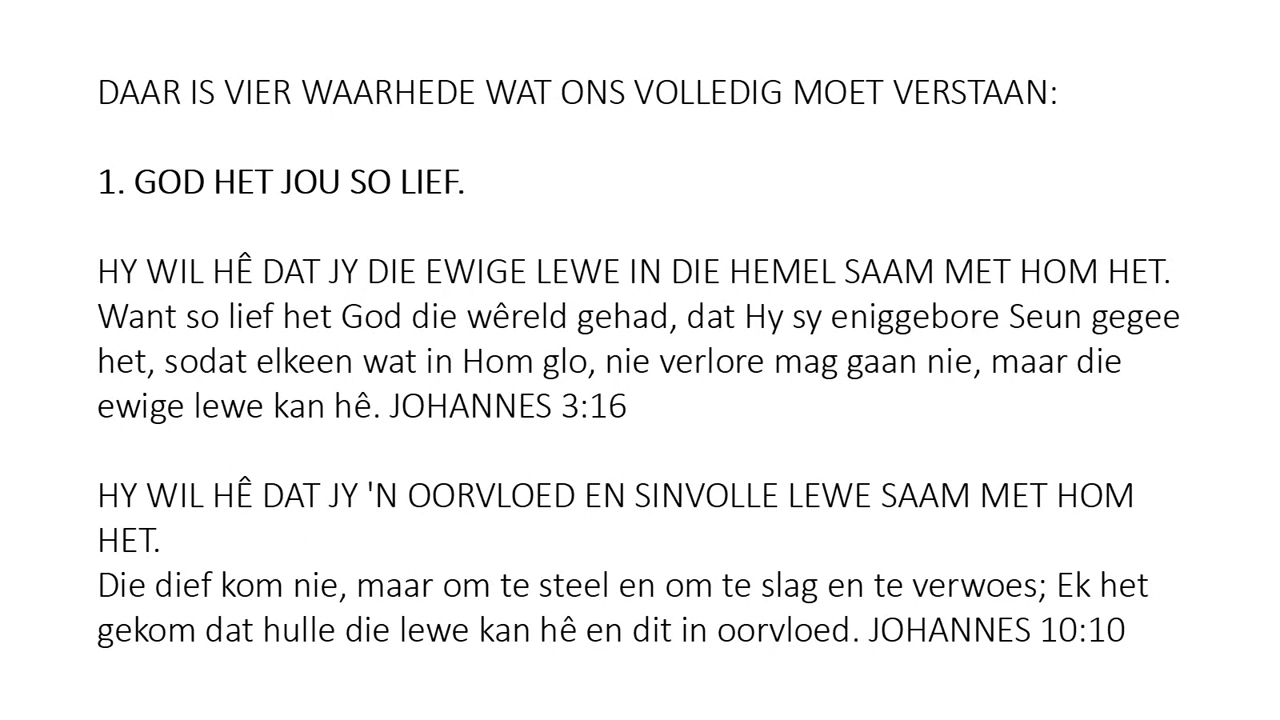 DAAR IS VIER WAARHEDE WAT ONS VOLLEDIG MOET VERSTAAN:
1. GOD HET JOU SO LIEF.
HY WIL HÊ DAT JY DIE EWIGE LEWE IN DIE HEMEL SAAM MET HOM HET.
Want so lief het God die wêreld gehad, dat Hy sy eniggebore Seun gegee
het, sodat elkeen wat in Hom glo, nie verlore mag gaan nie, maar die
ewige lewe kan hê. JOHANNES 3:16
HY WIL HÊ DAT JY 'N OORVLOED EN SINVOLLE LEWE SAAM MET HOM
HET.
Die dief kom nie, maar om te steel en om te slag en te verwoes; Ek het
gekom dat hulle die lewe kan hê en dit in oorvloed. JOHANNES 10:10